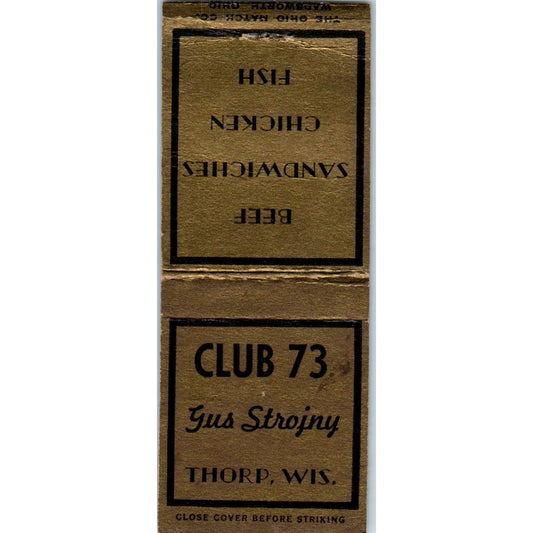 THE OHIO MATCH CO.
WADSWORTH, OHIO
BEEF
SANDWICHES
CHICKEN
FISH
CLUB 73
Gus Strojny
THORP, WIS.
CLOSE COVER BEFORE STRIKING